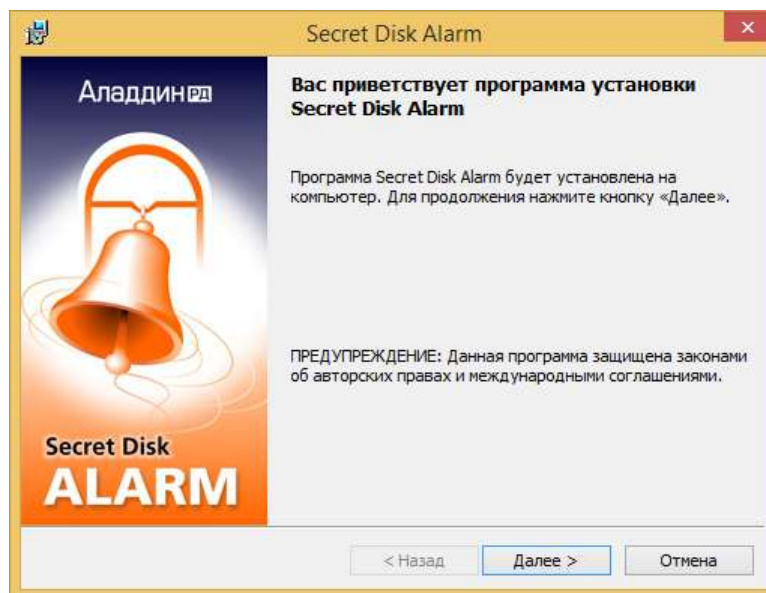 Secret Disk Alarm
Аладдин РД
Вас приветствует программа установки
Secret Disk Alarm
Программа Secret Disk Alarm будет установлена на
компьютер. Для продолжения нажмите кнопку «Далее».
ПРЕДУПРЕЖДЕНИЕ: Данная программа защищена законами
об авторских правах и международными соглашениями.
Secret Disk
ALARM
< Назад
Далее >
Отмена